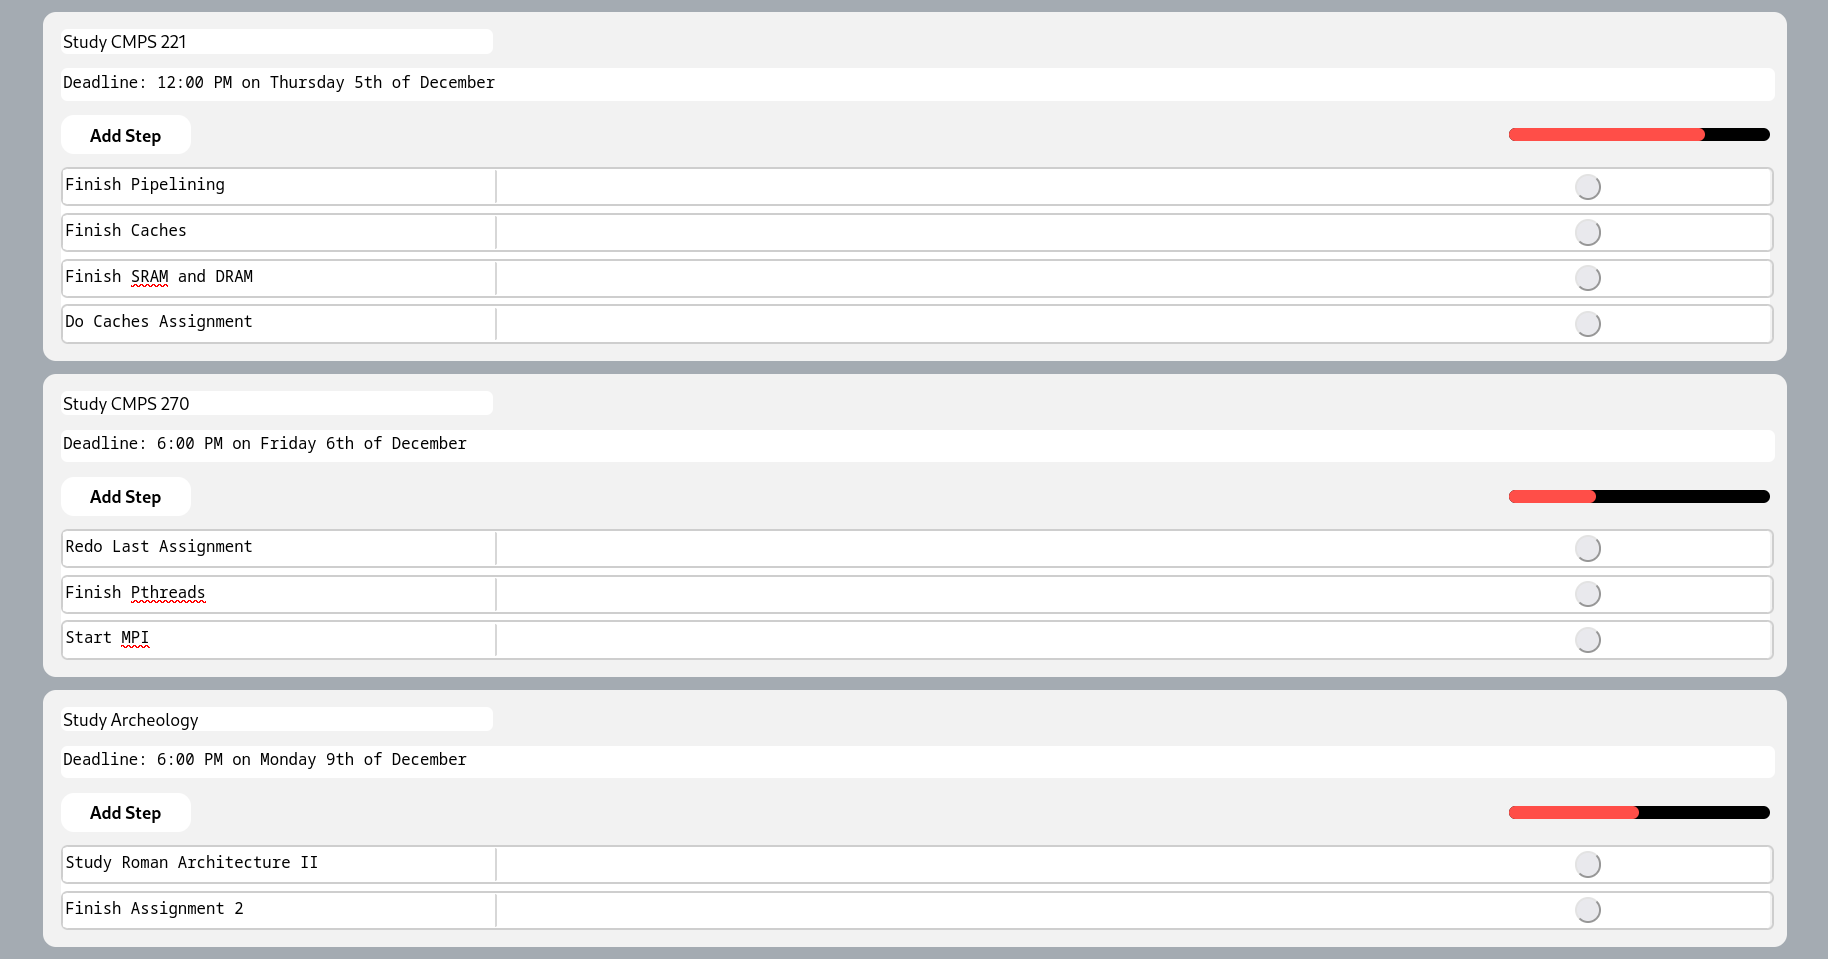 Study CMPS 221
Deadline: 12:00 PM on Thursday 5th of December
Add Step
Finish Pipelining
Finish Caches
Finish SRAM and DRAM
Do Caches Assignment
Study CMPS 270
Deadline: 6:00 PM on Friday 6th of December
Add Step
Redo Last Assignment
Finish Pthreads
Start MPI
Study Archeology
Deadline: 6:00 PM on Monday 9th of December
Add Step
Study Roman Architecture II
Finish Assignment 2